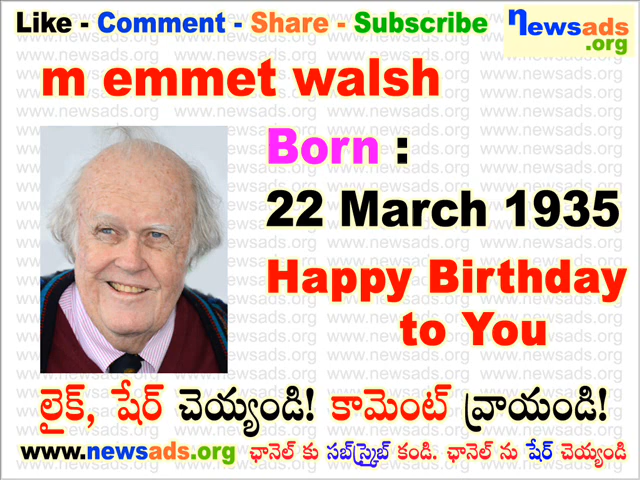 Like - Comment - Share - Subscribe
newsads
.org
m emmet walsh
Born :
22 March 1935
Happy Birthday
to You
లైక్, షేర్ చెయ్యండి! కామెంట్ వ్రాయండి!
www.newsads.org ఛానెల్ కు సబ్‌స్క్రైబ్ కండి. ఛానెల్ ను షేర్ చెయ్యండి